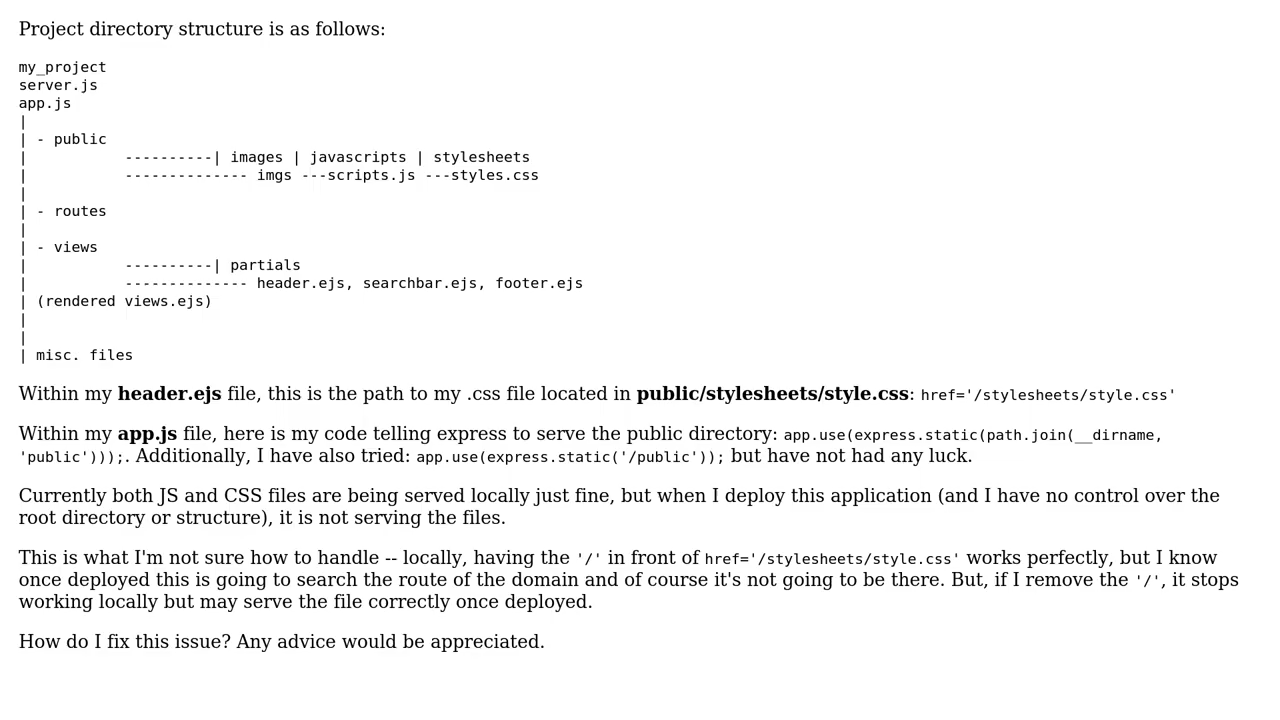 Project directory structure is as follows:
my_project
server.js
app.js
|
| - public
|           ----------| images | javascripts | stylesheets
|           -------------- imgs ---scripts.js ---styles.css
|
| - routes
|
| - views
|           ----------| partials
|           -------------- header.ejs, searchbar.ejs, footer.ejs
| (rendered views.ejs)
|
|
| misc. files
Within my header.ejs file, this is the path to my .css file located in public/stylesheets/style.css: href='/stylesheets/style.css'
Within my app.js file, here is my code telling express to serve the public directory: app.use(express.static(path.join(__dirname,
'public')));. Additionally, I have also tried: app.use(express.static('/public')); but have not had any luck.
Currently both JS and CSS files are being served locally just fine, but when I deploy this application (and I have no control over the
root directory or structure), it is not serving the files.
This is what I'm not sure how to handle -- locally, having the '/' in front of href='/stylesheets/style.css' works perfectly, but I know
once deployed this is going to search the route of the domain and of course it's not going to be there. But, if I remove the '/', it stops
working locally but may serve the file correctly once deployed.
How do I fix this issue? Any advice would be appreciated.